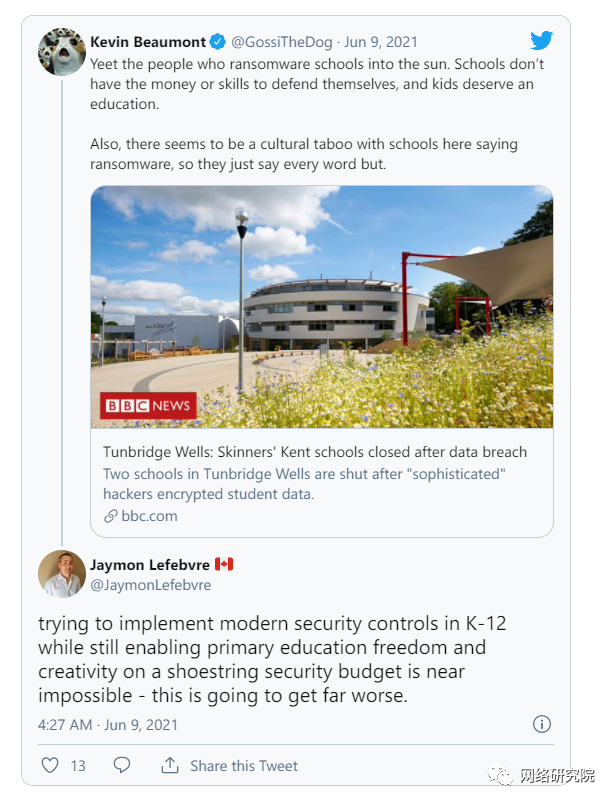 Kevin Beaumont @GossiTheDog · Jun 9, 2021
Yeet the people who ransomware schools into the sun. Schools don't
have the money or skills to defend themselves, and kids deserve an
education.
Also, there seems to be a cultural taboo with schools here saying
ransomware, so they just say every word but.
BBC NEWS
Tunbridge Wells: Skinners' Kent schools closed after data breach
Two schools in Tunbridge Wells are shut after "sophisticated"
hackers encrypted student data.
bbc.com
Jaymon Lefebvre
@JaymonLefebvre
trying to implement modern security controls in K-12
while still enabling primary education freedom and
creativity on a shoestring security budget is near
impossible - this is going to get far worse.
4:27 AM · Jun 9, 2021
13
Share this Tweet
网络研究院